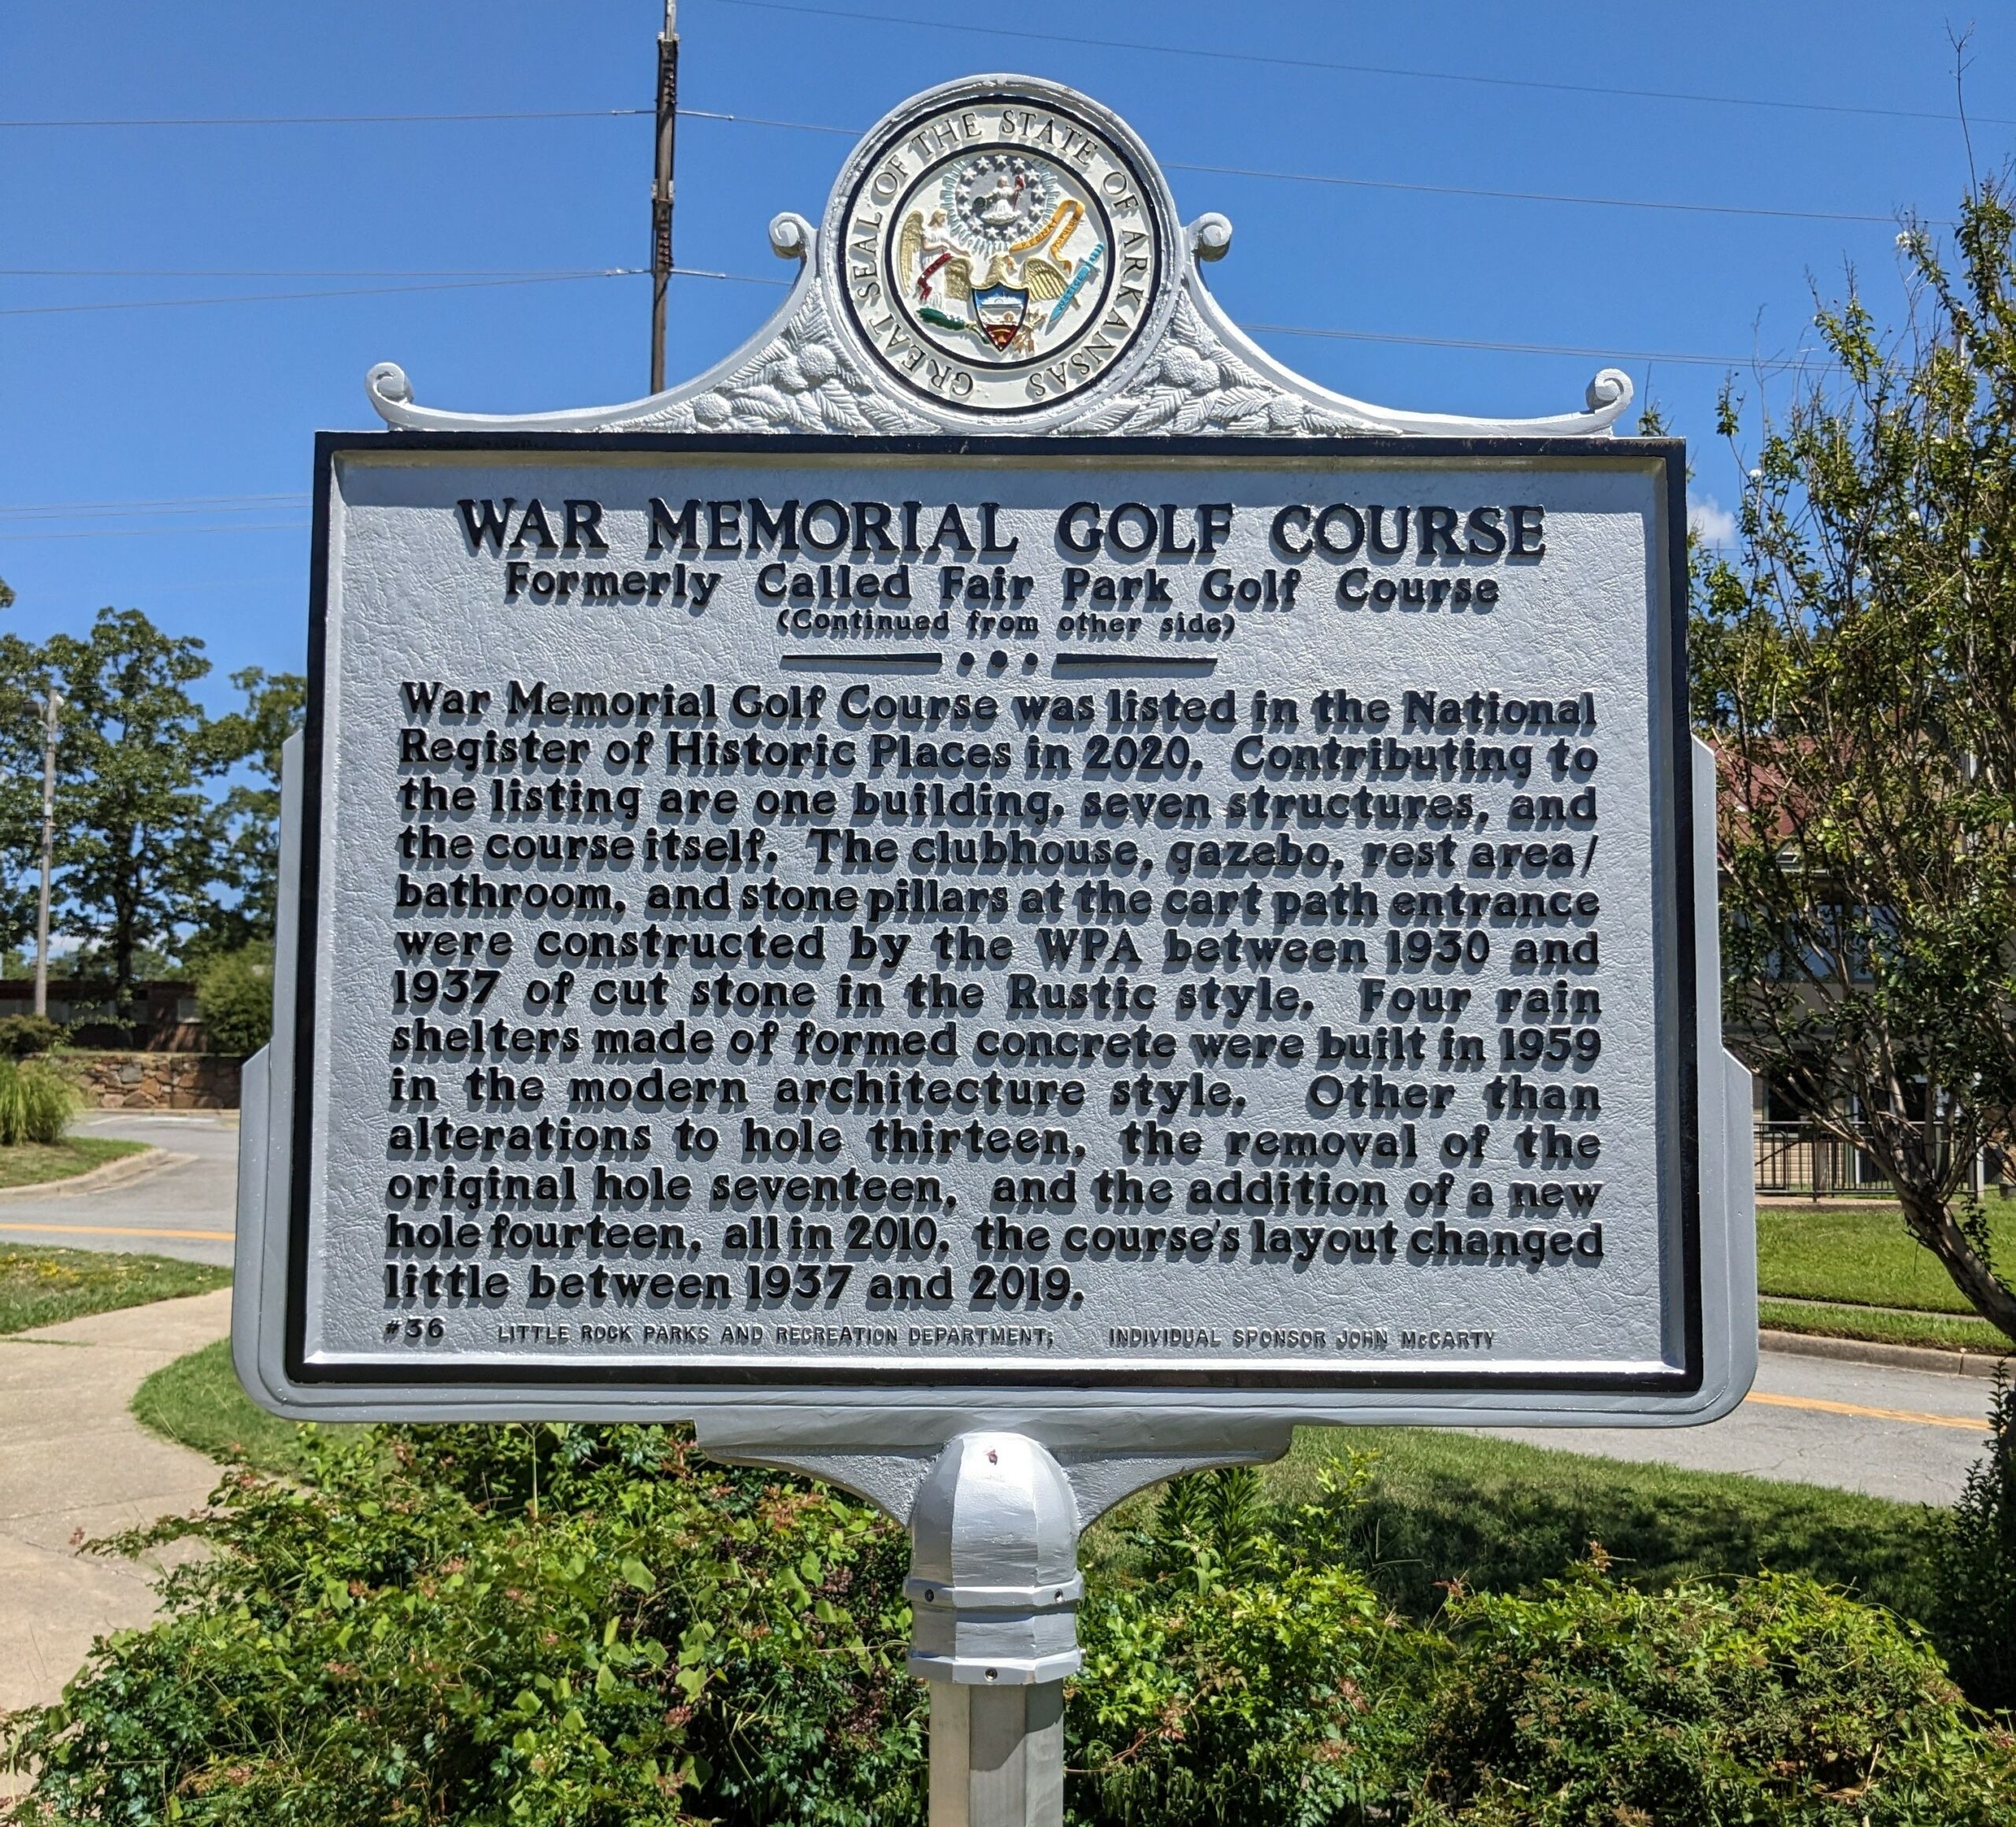 GREAT SEAL OF THE STATE OF ARKANSAS
WAR MEMORIAL GOLF COURSE
Formerly Called Fair Park Golf Course
(Continued from other side)
War Memorial Golf Course was listed in the National
Register of Historic Places in 2020. Contributing to
the listing are one building, seven structures, and
the course itself. The clubhouse, gazebo, rest area/
bathroom, and stone pillars at the cart path entrance
were constructed by the WPA between 1930 and
1937 of cut stone in the Rustic style. Four rain
shelters made of formed concrete were built in 1959
in the modern architecture style. Other than
alterations to hole thirteen, the removal of the
original hole seventeen, and the addition of a new
hole fourteen, all in 2010, the course's layout changed
little between 1937 and 2019.
#36 LITTLE ROCK PARKS AND RECREATION DEPARTMENT; INDIVIDUAL SPONSOR JOHN McCARTY